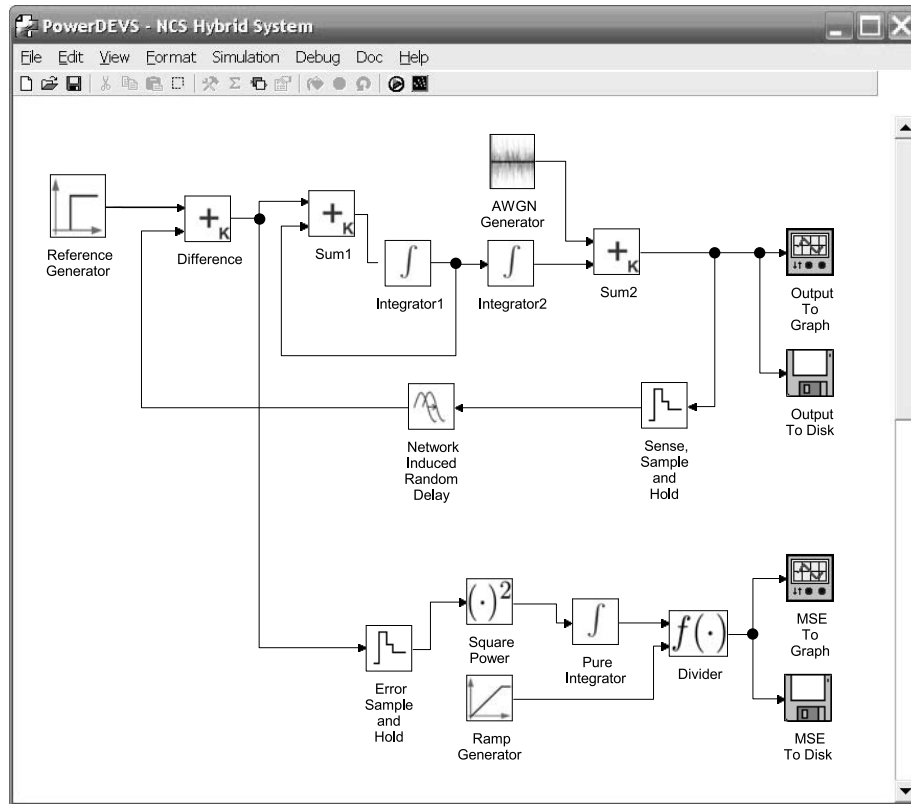 PowerDEVS - NCS Hybrid System
File Edit View Format Simulation Debug Doc Help
AWGN
Generator
Reference
Generator
+
K
Difference
+
K
Sum1
∫
Integrator1
∫
Integrator2
+
K
Sum2
Output
To
Graph
Output
To Disk
Network
Induced
Random
Delay
Sense,
Sample
and
Hold
Error
Sample
and
Hold
(·)²
Square
Power
∫
Pure
Integrator
f(·)
Divider
Ramp
Generator
MSE
To
Graph
MSE
To Disk